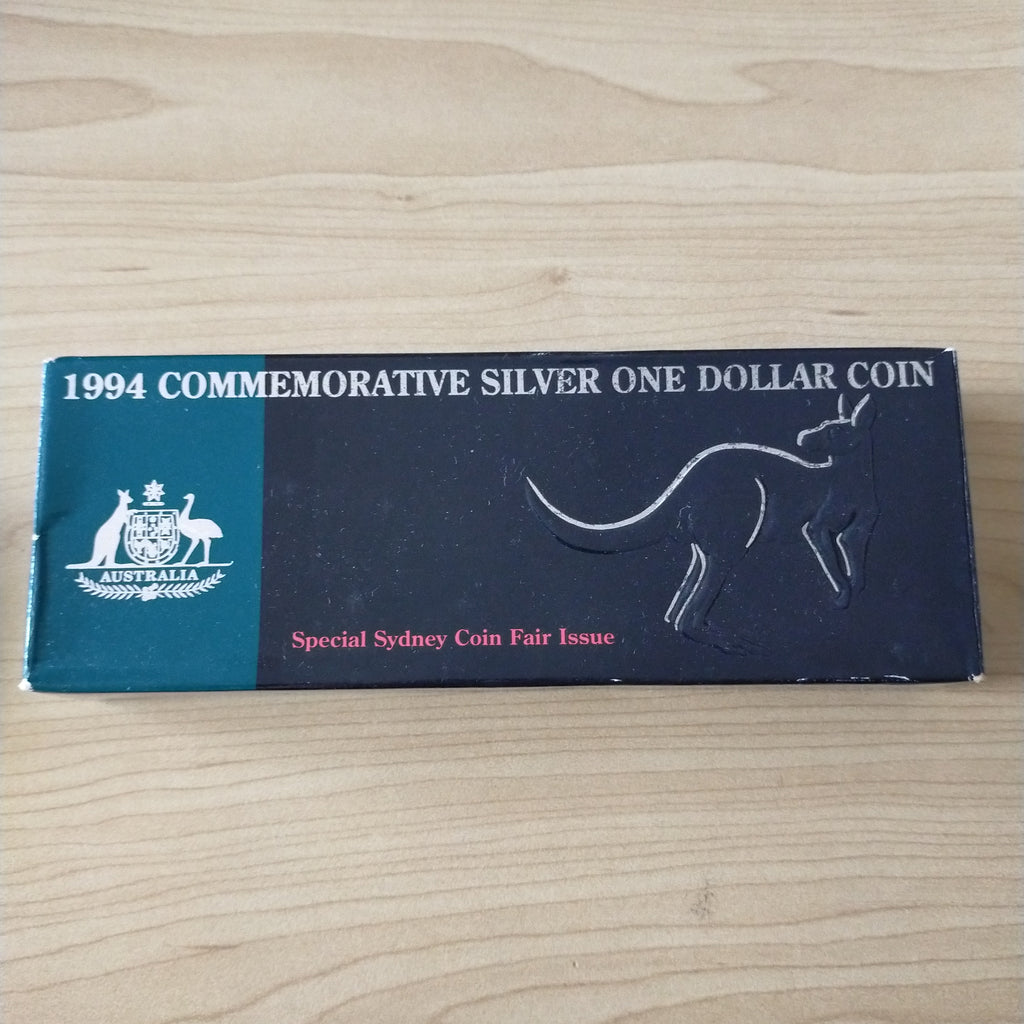 1994 COMMEMORATIVE SILVER ONE DOLLAR COIN
AUSTRALIA
Special Sydney Coin Fair Issue